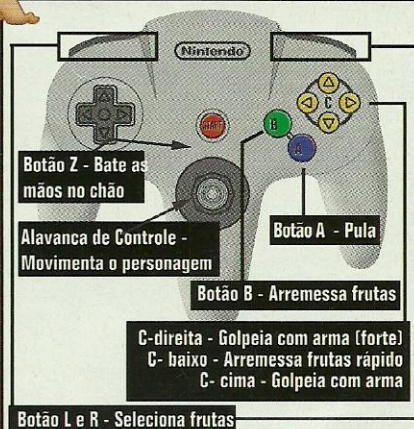 Nintendo
START
C
B
A
Botão Z - Bate as
mãos no chão
Alavanca de Controle -
Movimenta o personagem
Botão A - Pula
Botão B - Arremessa frutas
C-direita - Golpeia com arma (forte)
C- baixo - Arremessa frutas rápido
C- cima - Golpeia com arma
Botão L e R - Seleciona frutas